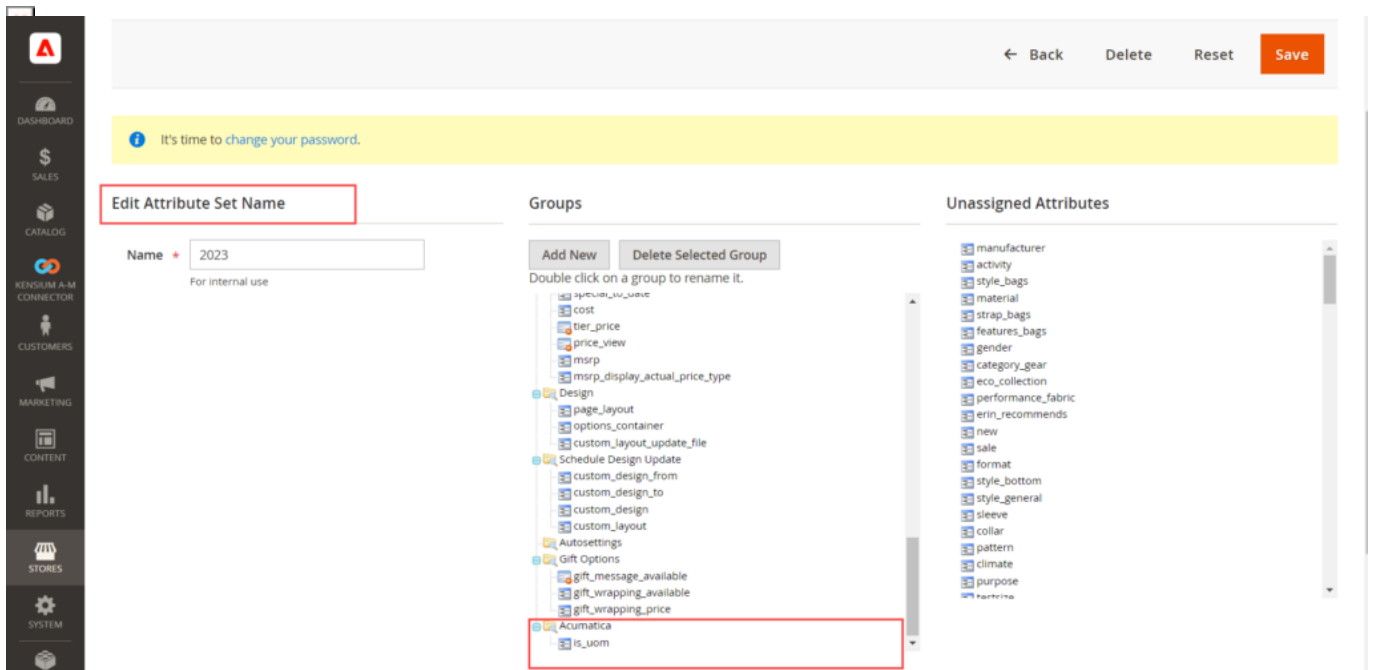 Back
Delete
Reset
Save
DASHBOARD
SALES
CATALOG
KENSIUM A-M
CONNECTOR
CUSTOMERS
MARKETING
CONTENT
REPORTS
STORES
SYSTEM
It's time to change your password.
Edit Attribute Set Name
Name *
2023
For internal use
Groups
Add New
Delete Selected Group
Double click on a group to rename it.
special_to_date
cost
tier_price
price_view
msrp
msrp_display_actual_price_type
Design
page_layout
options_container
custom_layout_update_file
Schedule Design Update
custom_design_from
custom_design_to
custom_design
custom_layout
Autosettings
Gift Options
gift_message_available
gift_wrapping_available
gift_wrapping_price
Acumatica
is_uom
Unassigned Attributes
manufacturer
activity
style_bags
material
strap_bags
features_bags
gender
category_gear
eco_collection
performance_fabric
erin_recommends
new
sale
format
style_bottom
style_general
sleeve
collar
pattern
climate
purpose